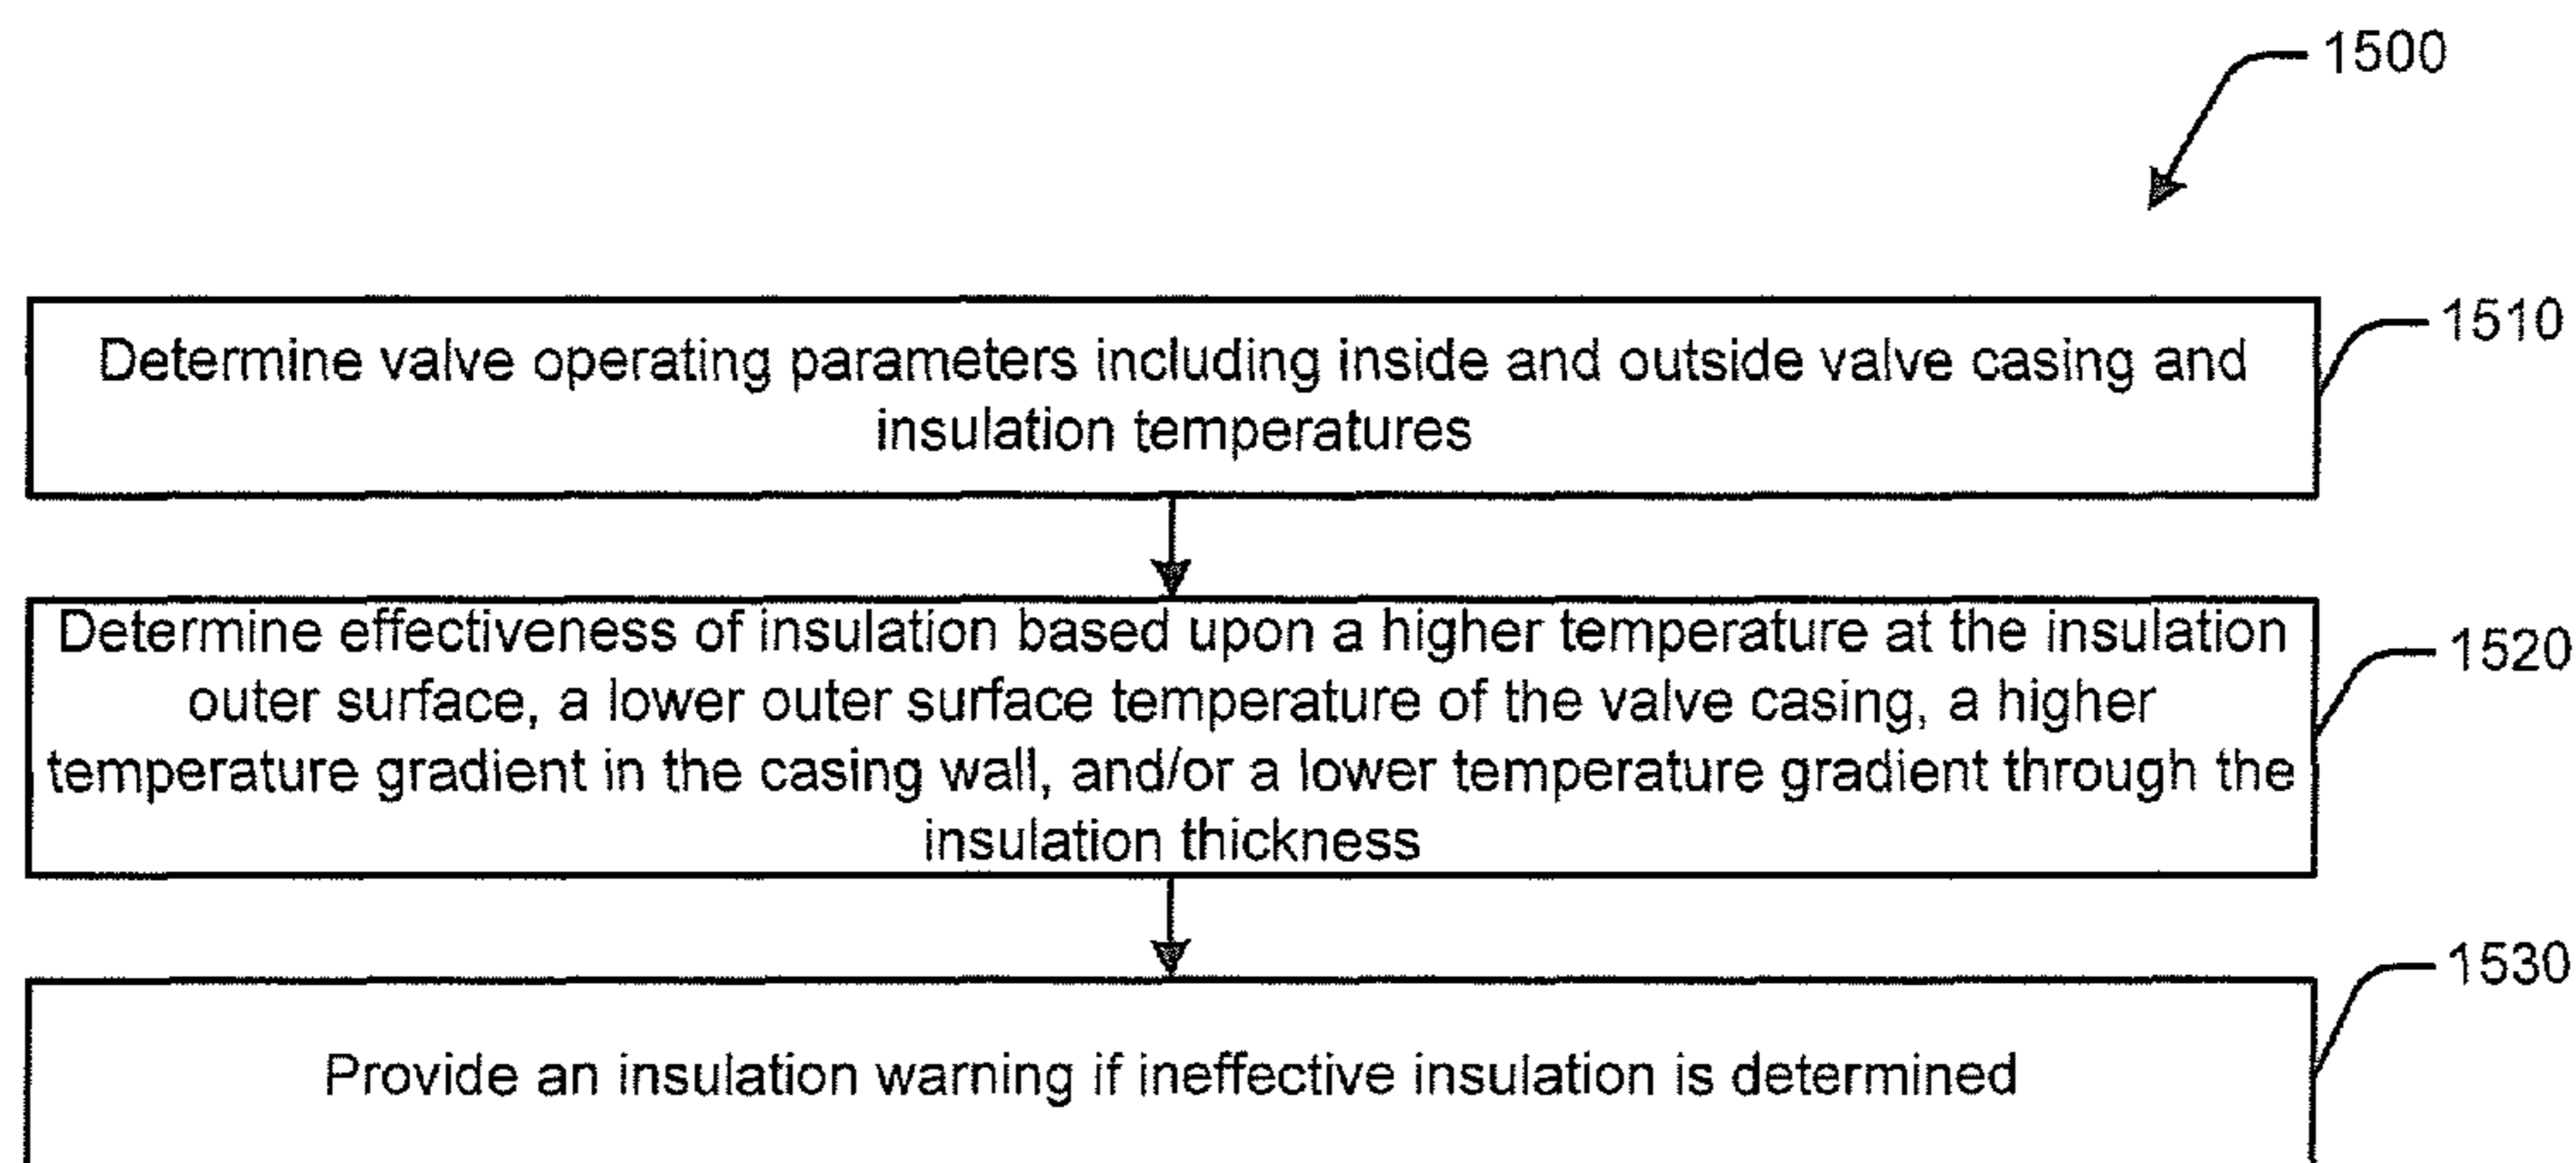 1500
Determine valve operating parameters including inside and outside valve casing and
insulation temperatures
1510
Determine effectiveness of insulation based upon a higher temperature at the insulation
outer surface, a lower outer surface temperature of the valve casing, a higher
temperature gradient in the casing wall, and/or a lower temperature gradient through the
insulation thickness
1520
Provide an insulation warning if ineffective insulation is determined
1530